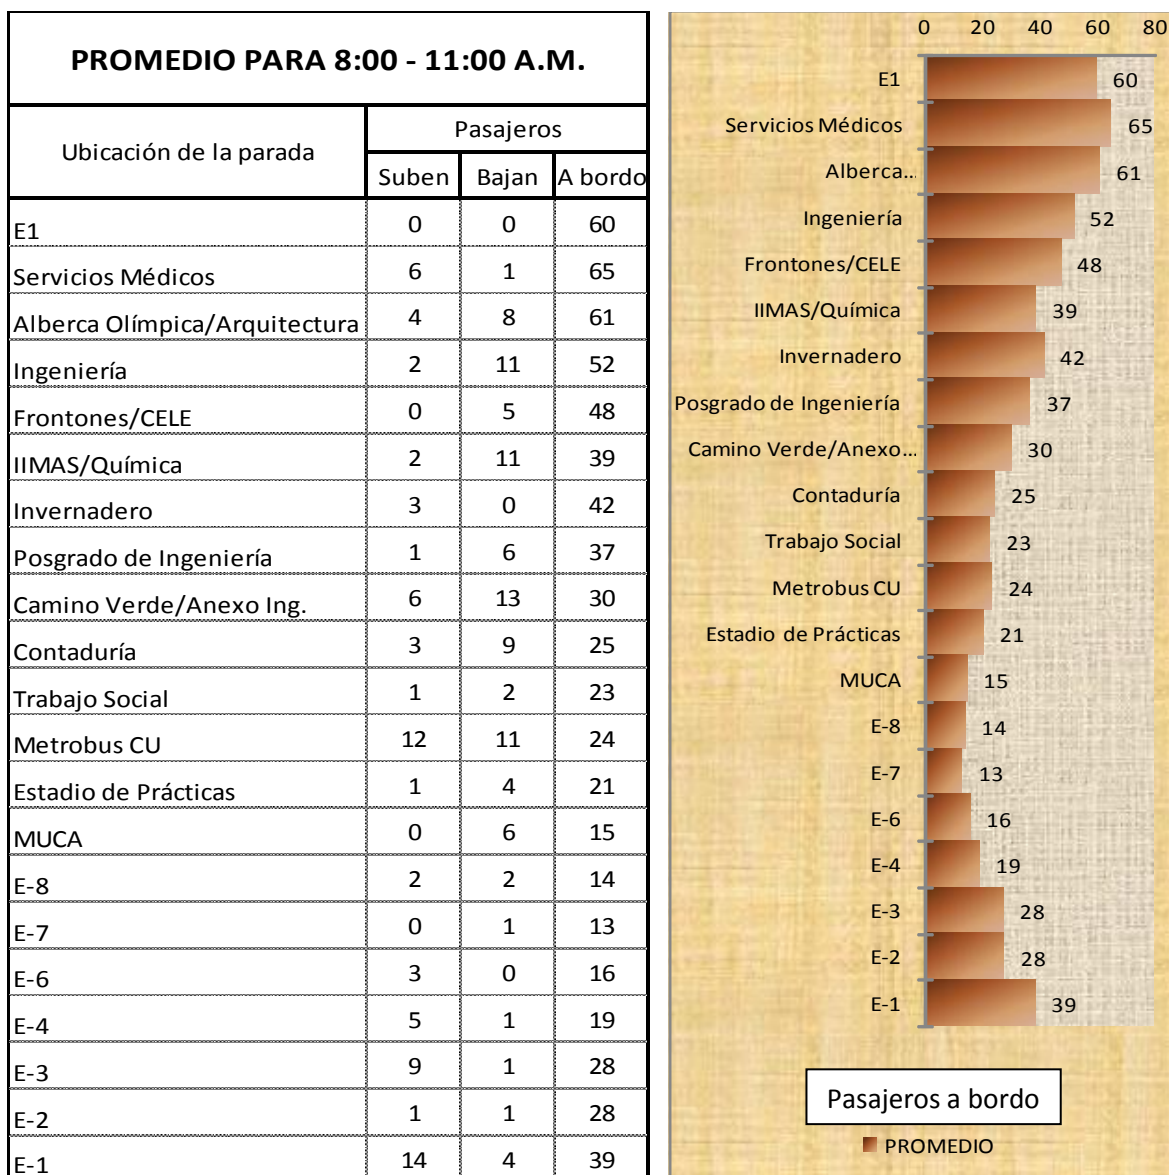 PROMEDIO PARA 8:00 - 11:00 A.M.
Ubicación de la parada
Pasajeros
Suben Bajan A bordo
E1 0 0 60
Servicios Médicos 6 1 65
Alberca Olímpica/Arquitectura 4 8 61
Ingeniería 2 11 52
Frontones/CELE 0 5 48
IIMAS/Química 2 11 39
Invernadero 3 0 42
Posgrado de Ingeniería 1 6 37
Camino Verde/Anexo Ing. 6 13 30
Contaduría 3 9 25
Trabajo Social 1 2 23
Metrobus CU 12 11 24
Estadio de Prácticas 1 4 21
MUCA 0 6 15
E-8 2 2 14
E-7 0 1 13
E-6 3 0 16
E-4 5 1 19
E-3 9 1 28
E-2 1 1 28
E-1 14 4 39
0 20 40 60 80
E1 60
Servicios Médicos 65
Alberca... 61
Ingeniería 52
Frontones/CELE 48
IIMAS/Química 39
Invernadero 42
Posgrado de Ingeniería 37
Camino Verde/Anexo... 30
Contaduría 25
Trabajo Social 23
Metrobus CU 24
Estadio de Prácticas 21
MUCA 15
E-8 14
E-7 13
E-6 16
E-4 19
E-3 28
E-2 28
E-1 39
Pasajeros a bordo
PROMEDIO